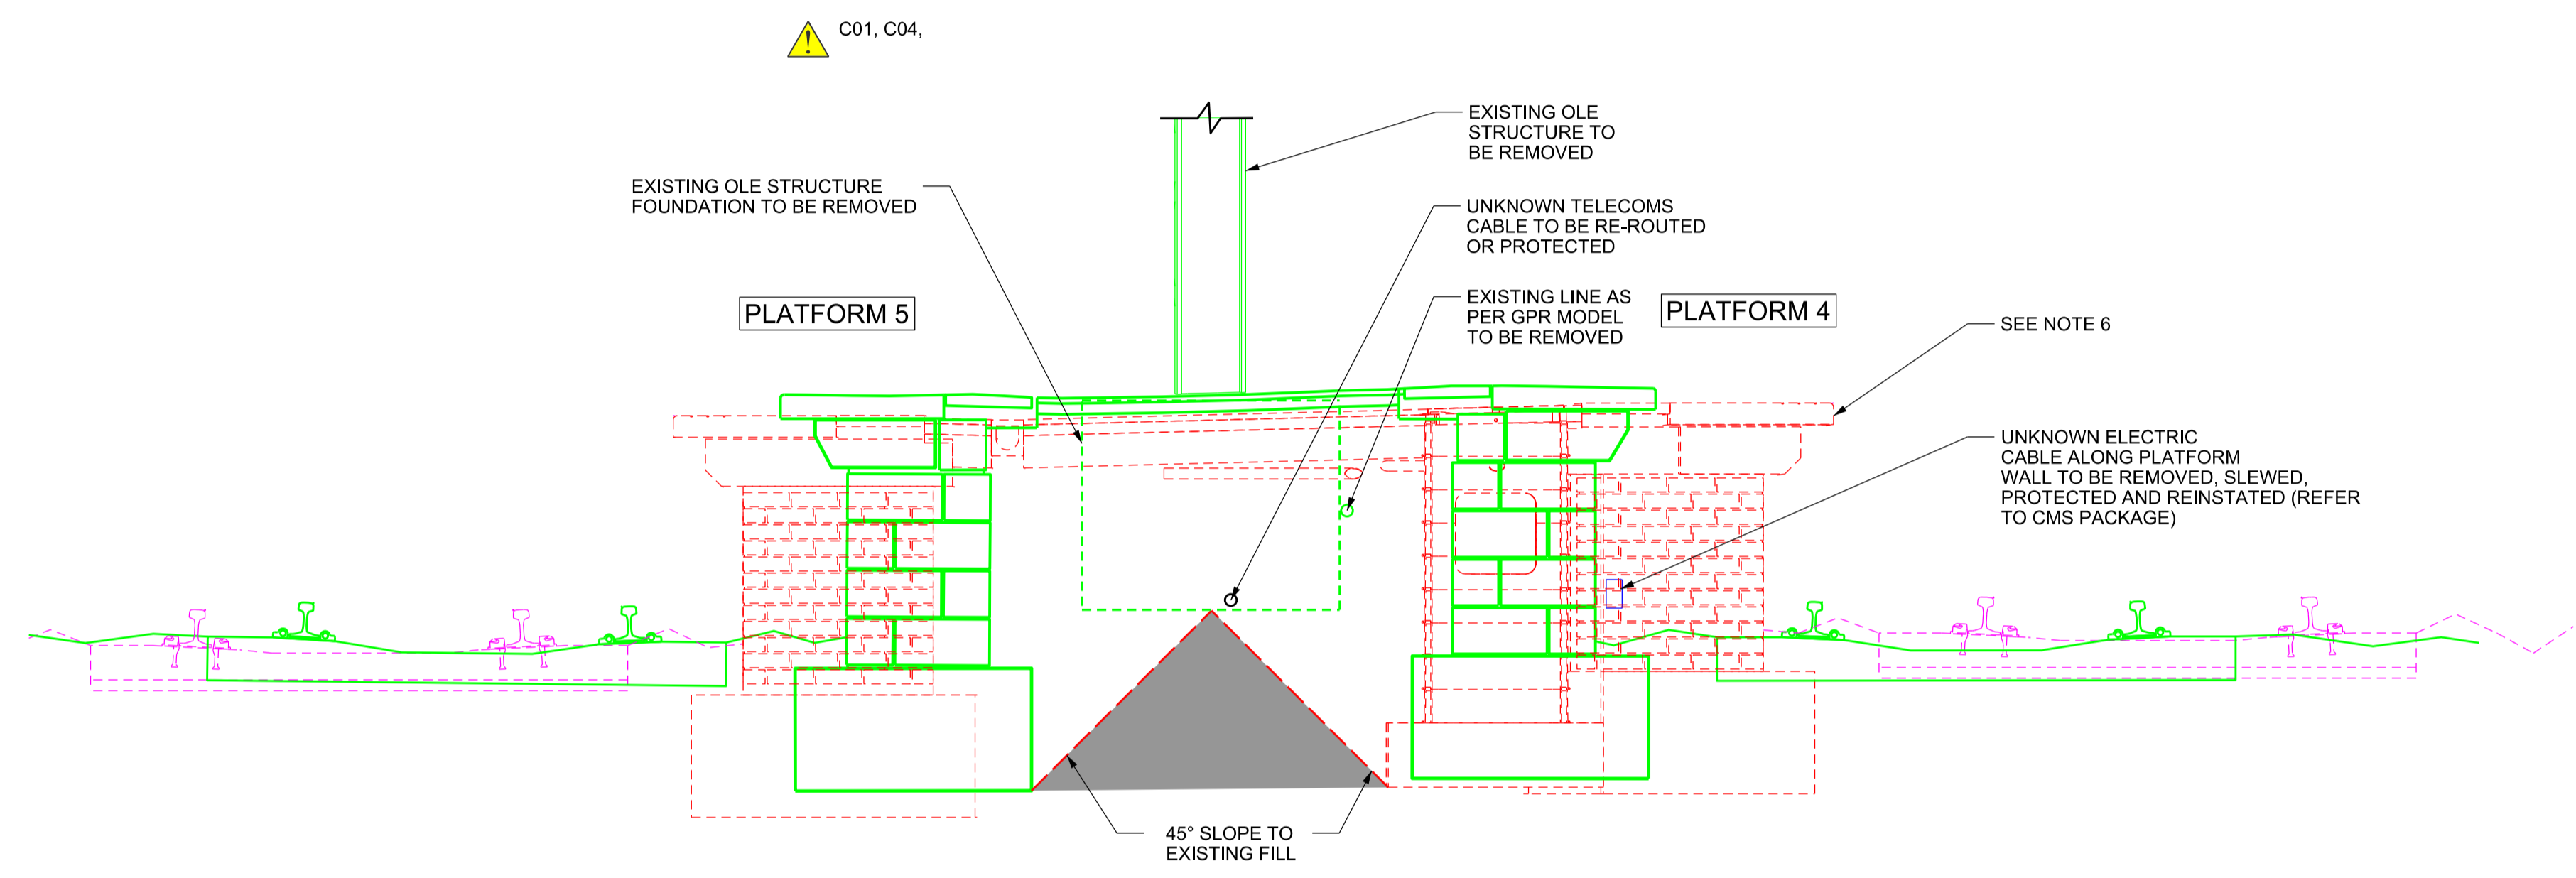 C01, C04,
EXISTING OLE
STRUCTURE TO
BE REMOVED
EXISTING OLE STRUCTURE
FOUNDATION TO BE REMOVED
UNKNOWN TELECOMS
CABLE TO BE RE-ROUTED
OR PROTECTED
EXISTING LINE AS
PER GPR MODEL
TO BE REMOVED
PLATFORM 5
PLATFORM 4
SEE NOTE 6
UNKNOWN ELECTRIC
CABLE ALONG PLATFORM
WALL TO BE REMOVED, SLEWED,
PROTECTED AND REINSTATED (REFER
TO CMS PACKAGE)
45° SLOPE TO
EXISTING FILL